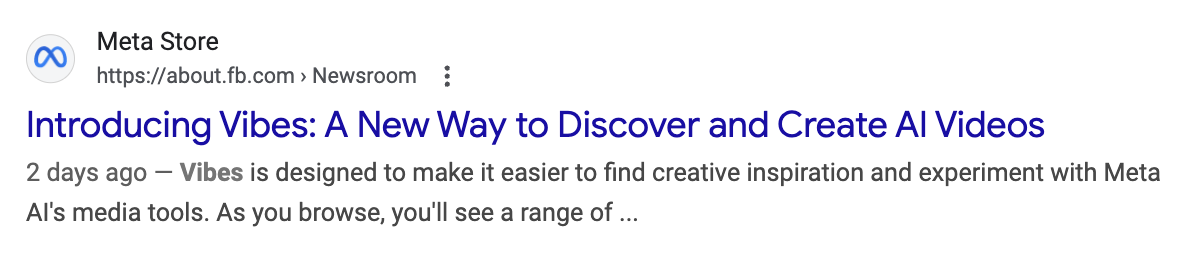 Meta Store
https://about.fb.com › Newsroom
Introducing Vibes: A New Way to Discover and Create AI Videos
2 days ago — Vibes is designed to make it easier to find creative inspiration and experiment with Meta
AI's media tools. As you browse, you'll see a range of ...